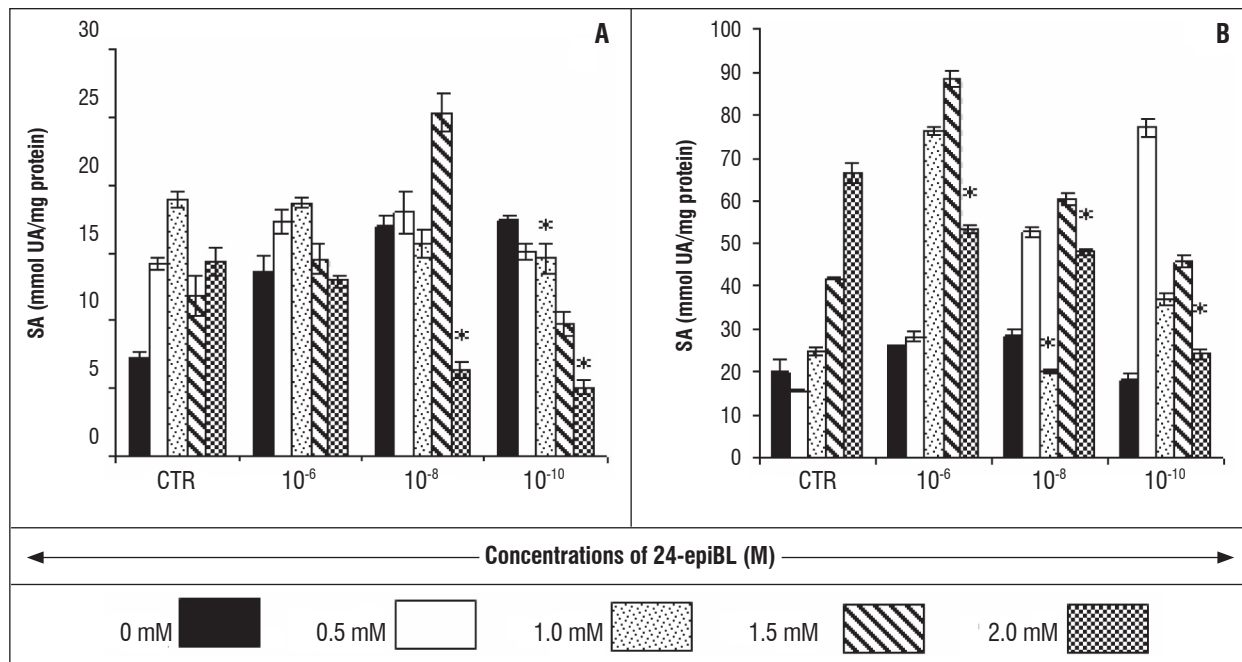 A
SA (mmol UA/mg protein)
30
25
20
15
10
5
0
*
*
*
CTR
10⁻⁶
10⁻⁸
10⁻¹⁰
B
SA (mmol UA/mg protein)
100
90
80
70
60
50
40
30
20
10
0
*
*
*
*
CTR
10⁻⁶
10⁻⁸
10⁻¹⁰
Concentrations of 24-epiBL (M)
0 mM
0.5 mM
1.0 mM
1.5 mM
2.0 mM